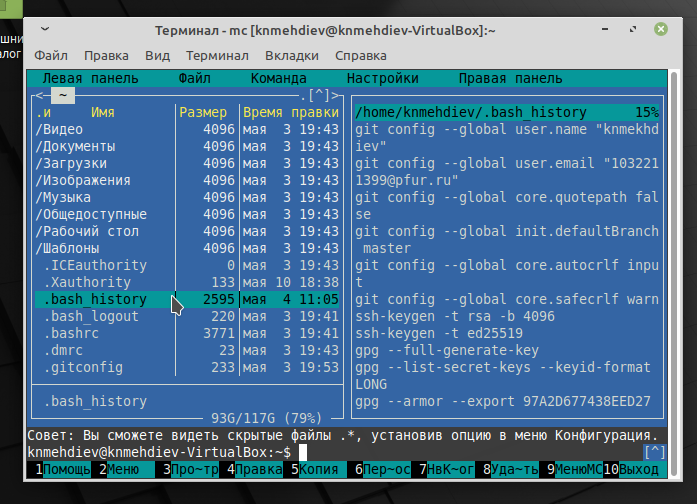 шни
алог
Терминал - mc [knmehdiev@knmehdiev-VirtualBox]:~
Файл Правка Вид Терминал Вкладки Справка
Левая панель Файл Команда Настройки Правая панель
<─ ~ ─.[^]>
.и Имя Размер Время правки
/Видео 4096 мая 3 19:43
/Документы 4096 мая 3 19:43
/Загрузки 4096 мая 3 19:43
/Изображения 4096 мая 3 19:43
/Музыка 4096 мая 3 19:43
/Общедоступные 4096 мая 3 19:43
/Рабочий стол 4096 мая 3 19:43
/Шаблоны 4096 мая 3 19:43
.ICEauthority 0 мая 3 19:43
.Xauthority 133 мая 10 18:38
.bash_history 2595 мая 4 11:05
.bash_logout 220 мая 3 19:41
.bashrc 3771 мая 3 19:41
.dmrc 23 мая 3 19:43
.gitconfig 233 мая 3 19:53
.bash_history
93G/117G (79%)
/home/knmehdiev/.bash_history 15%
git config --global user.name "knmekhd
iev"
git config --global user.email "103221
1399@pfur.ru"
git config --global core.quotepath fal
se
git config --global init.defaultBranch
master
git config --global core.autocrlf inpu
t
git config --global core.safecrlf warn
ssh-keygen -t rsa -b 4096
ssh-keygen -t ed25519
gpg --full-generate-key
gpg --list-secret-keys --keyid-format
LONG
gpg --armor --export 97A2D677438EED27
Совет: Вы сможете видеть скрытые файлы .*, установив опцию в меню Конфигурация.
knmehdiev@knmehdiev-VirtualBox:~$ [^]
1Помощь 2Меню 3Про~тр 4Правка 5Копия 6Пер~ос 7НвК~ог 8Уда~ть 9МенюMC 10Выход